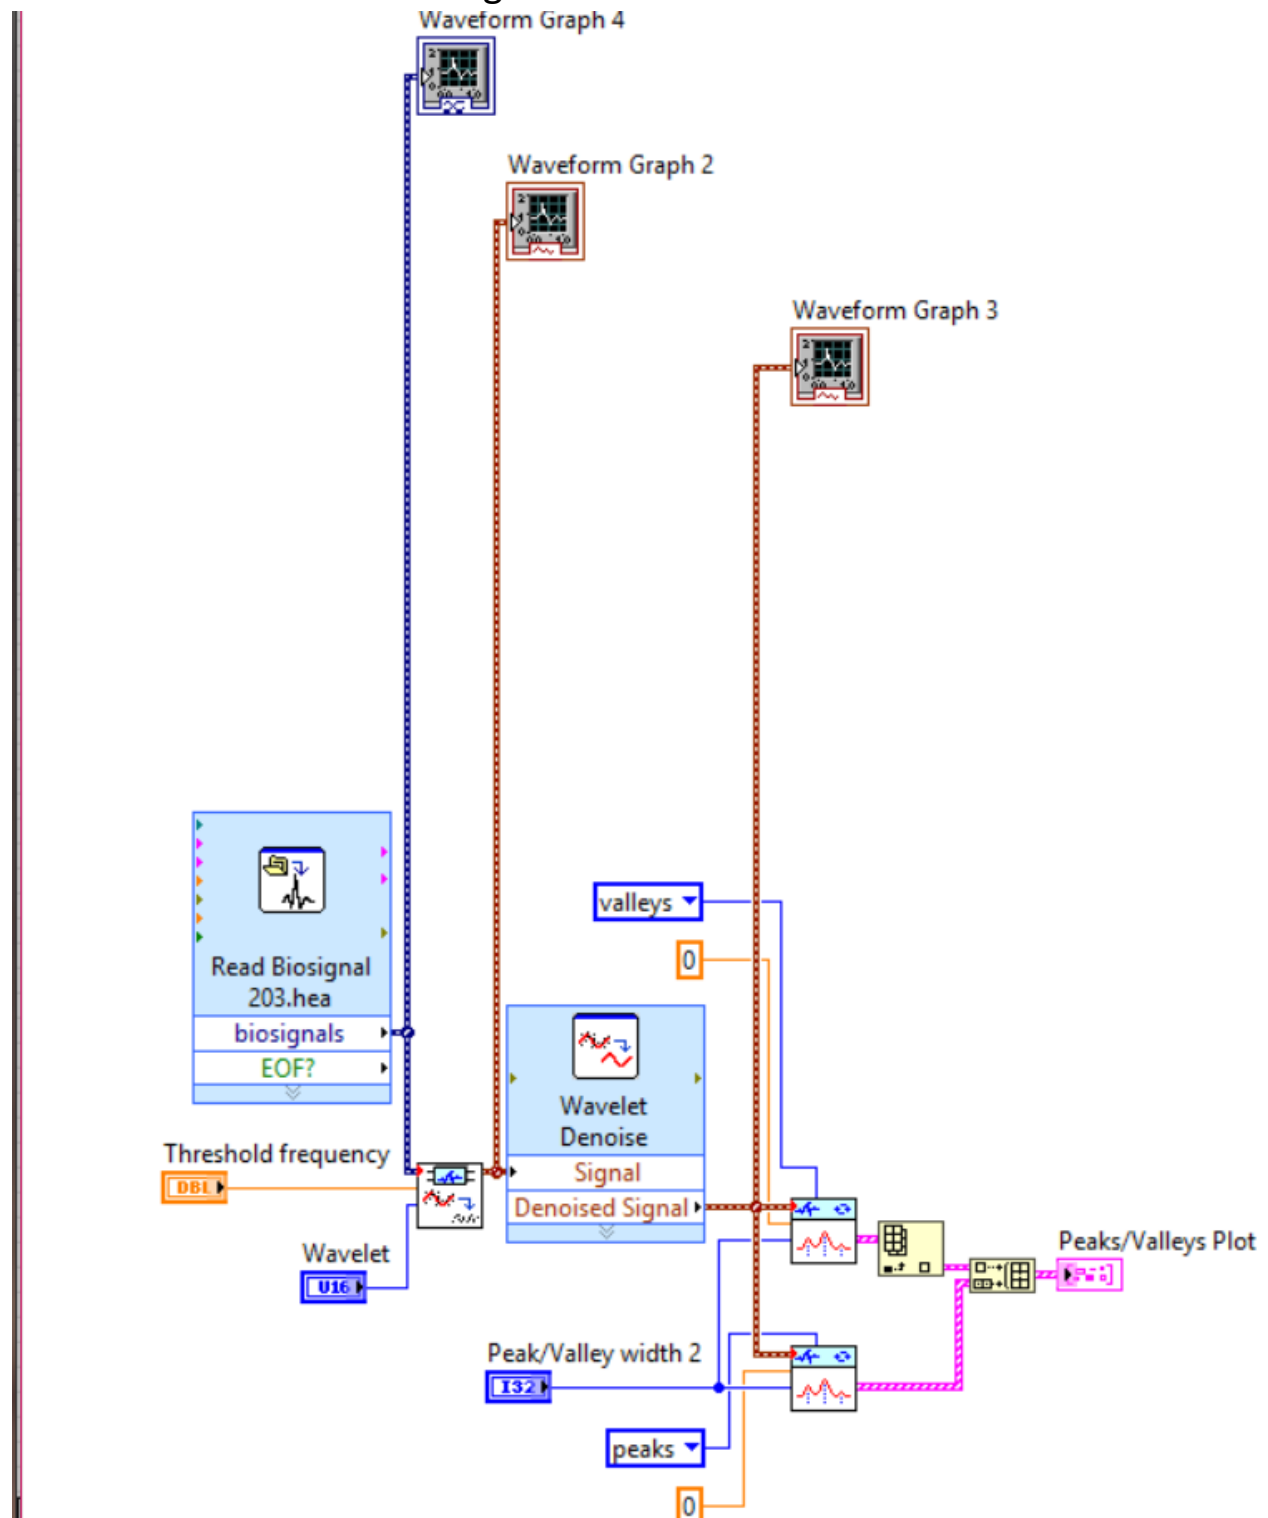 Waveform Graph 4
Waveform Graph 2
Waveform Graph 3
Read Biosignal
203.hea
biosignals
EOF?
valleys
0
Wavelet
Denoise
Signal
Denoised Signal
Threshold frequency
DBL
Wavelet
U16
Peaks/Valleys Plot
Peak/Valley width 2
I32
peaks
0